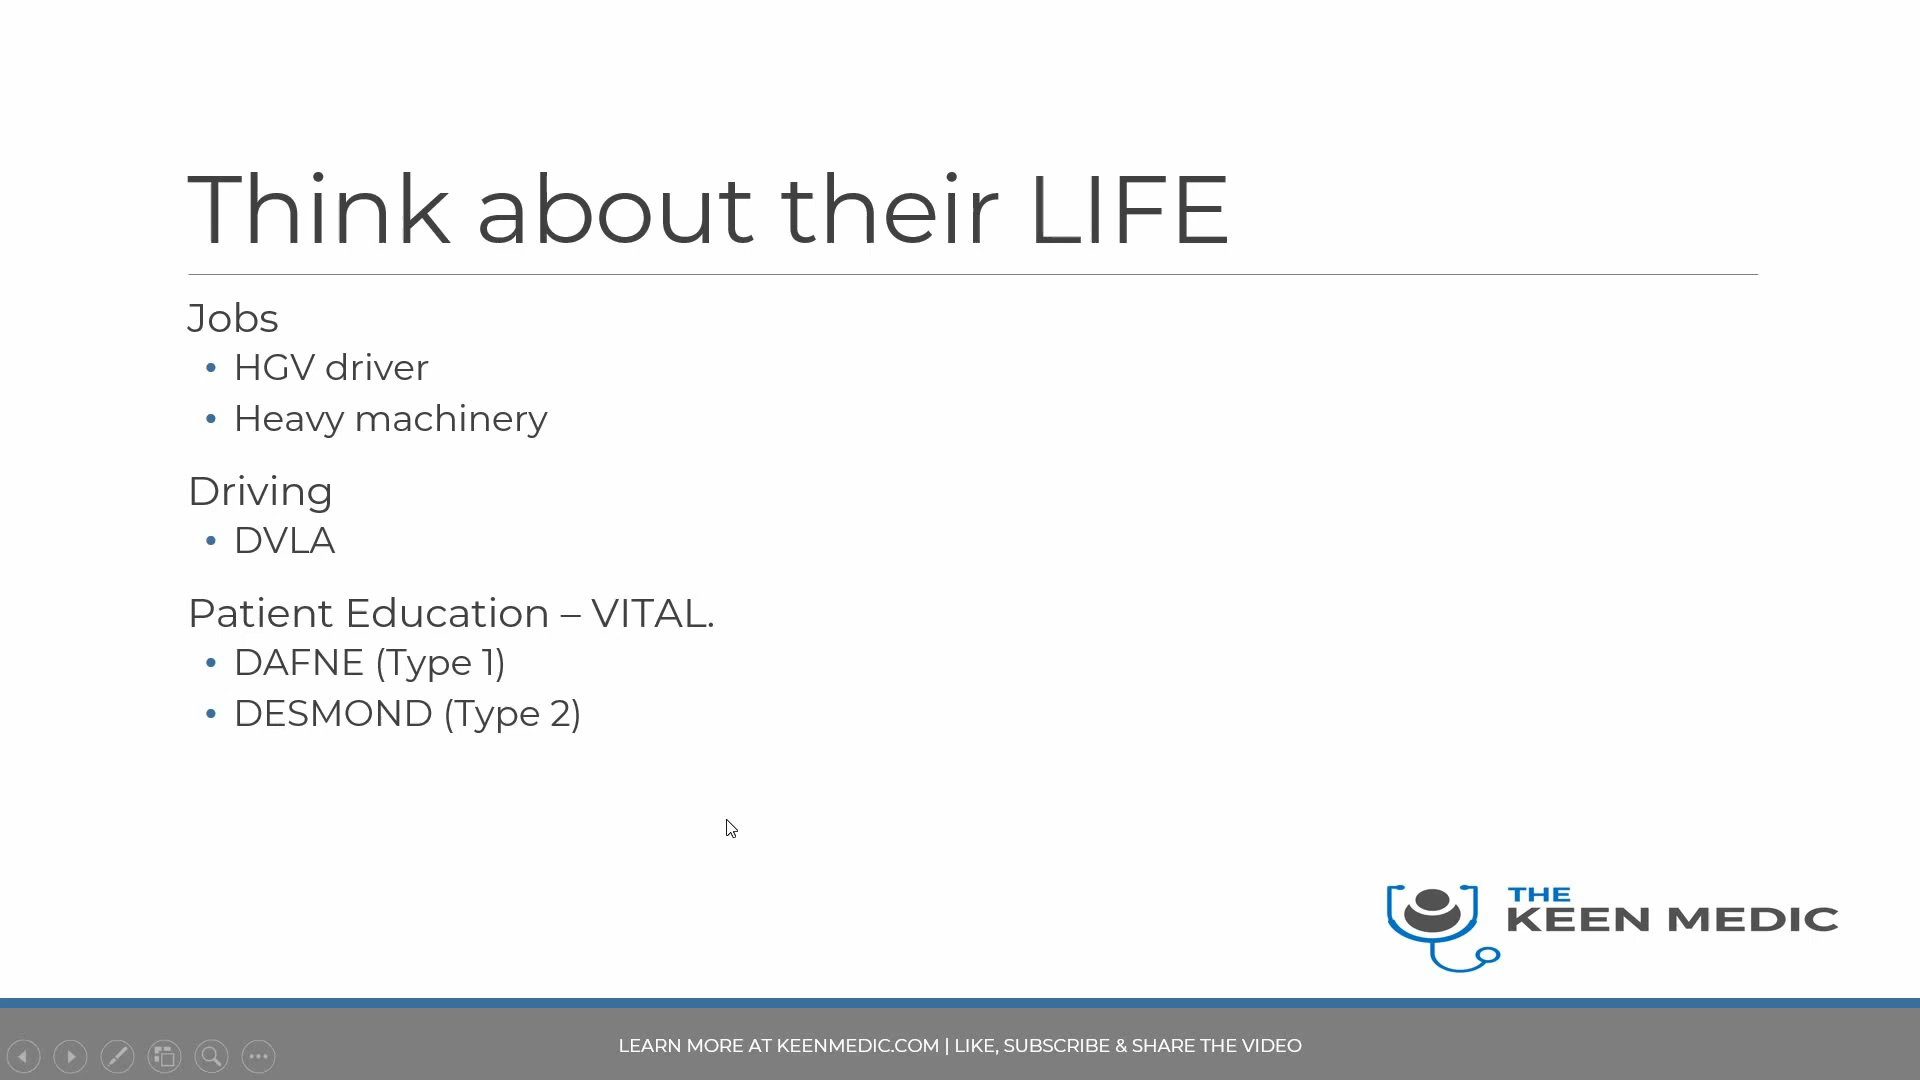 Think about their LIFE
Jobs
• HGV driver
• Heavy machinery
Driving
• DVLA
Patient Education – VITAL.
• DAFNE (Type 1)
• DESMOND (Type 2)
THE
KEEN MEDIC
LEARN MORE AT KEENMEDIC.COM | LIKE, SUBSCRIBE & SHARE THE VIDEO